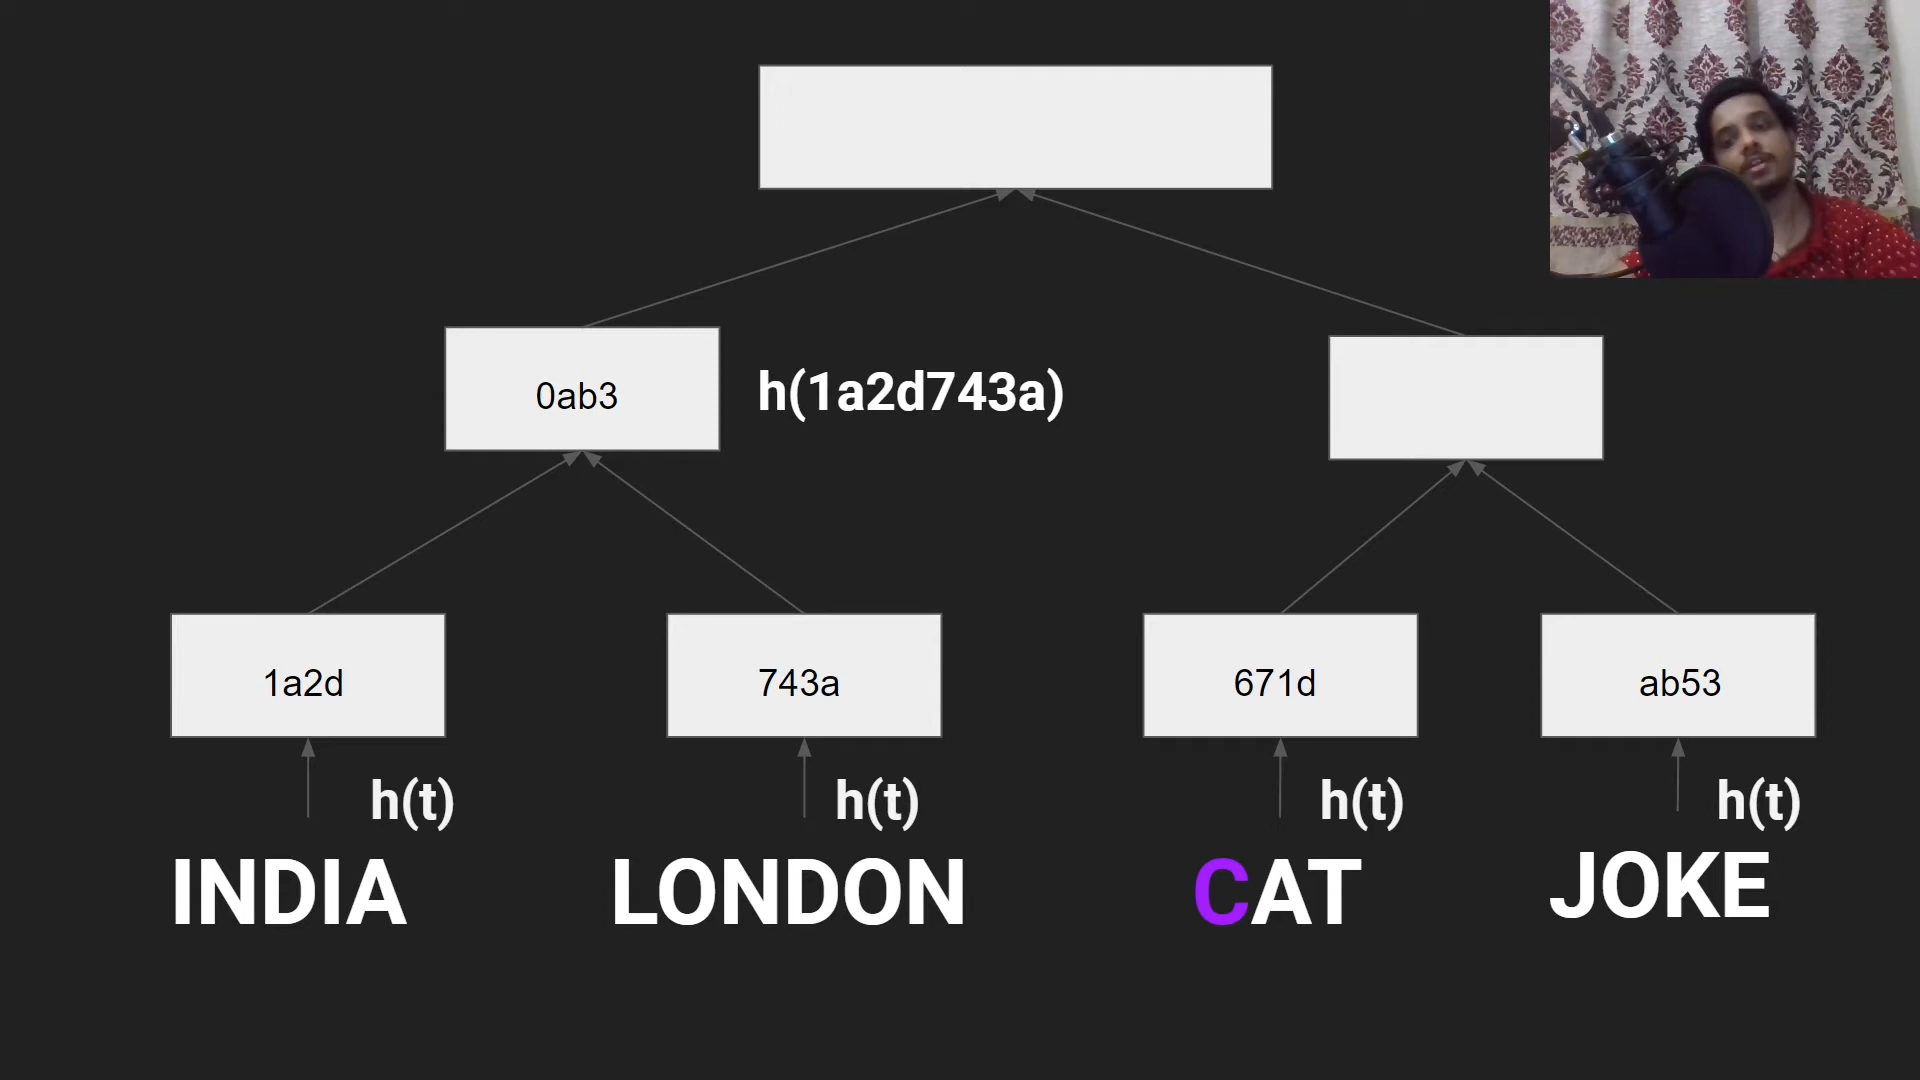 0ab3
h(1a2d743a)
1a2d
743a
671d
ab53
h(t)
h(t)
h(t)
h(t)
INDIA
LONDON
CAT
JOKE